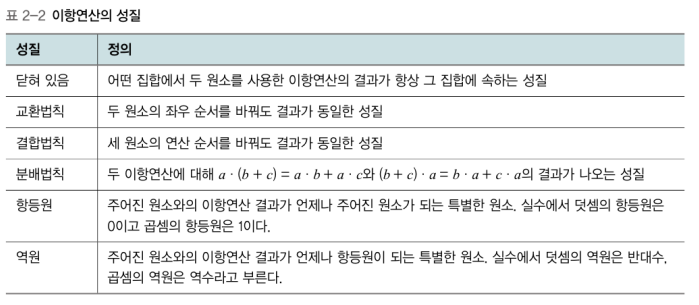 표 2-2 이항연산의 성질
성질 정의
닫혀 있음 어떤 집합에서 두 원소를 사용한 이항연산의 결과가 항상 그 집합에 속하는 성질
교환법칙 두 원소의 좌우 순서를 바꿔도 결과가 동일한 성질
결합법칙 세 원소의 연산 순서를 바꿔도 결과가 동일한 성질
분배법칙 두 이항연산에 대해 a · (b + c) = a · b + a · c와 (b + c) · a = b · a + c · a의 결과가 나오는 성질
항등원 주어진 원소와의 이항연산 결과가 언제나 주어진 원소가 되는 특별한 원소. 실수에서 덧셈의 항등원은
0이고 곱셈의 항등원은 1이다.
역원 주어진 원소와의 이항연산 결과가 언제나 항등원이 되는 특별한 원소. 실수에서 덧셈의 역원은 반대수,
곱셈의 역원은 역수라고 부른다.